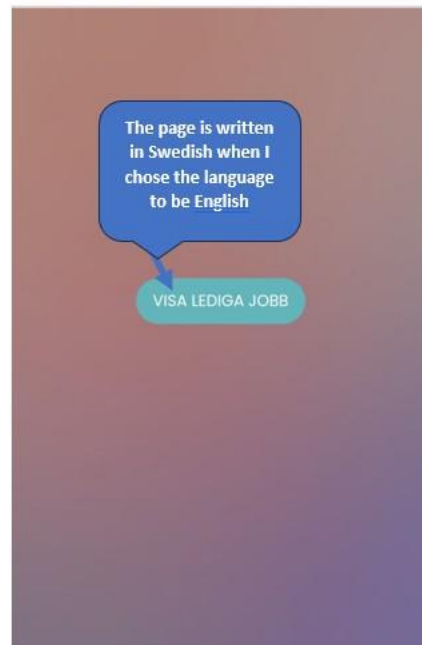 The page is written
in Swedish when I
chose the language
to be English
VISA LEDIGA JOBB